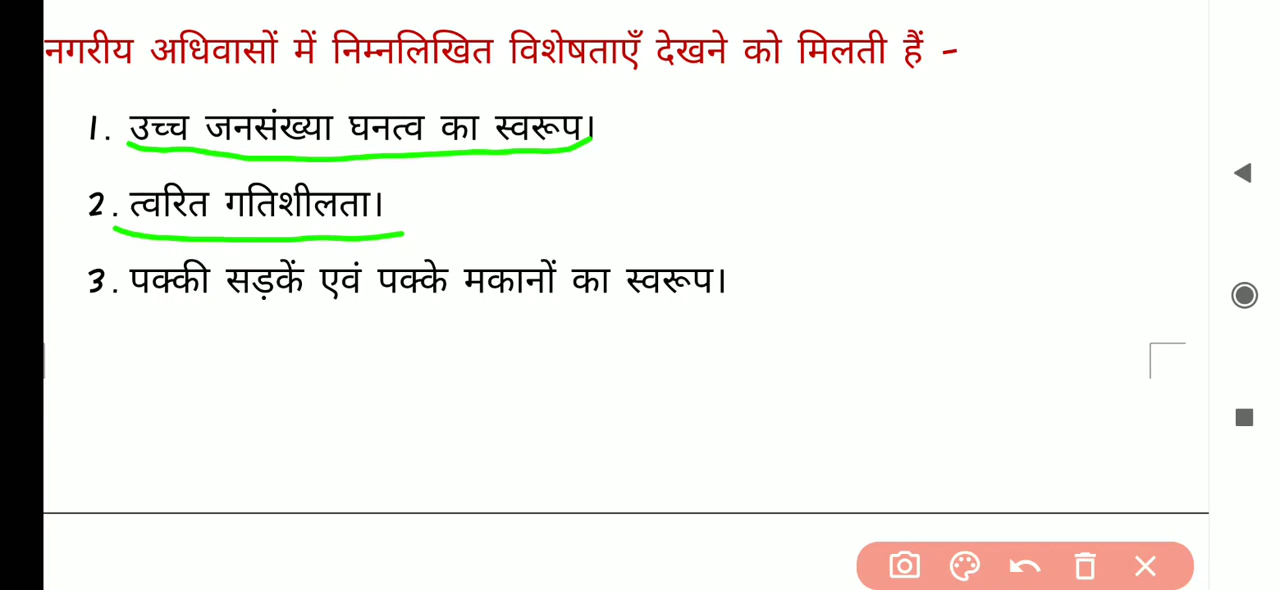 नगरीय अधिवासों में निम्नलिखित विशेषताएँ देखने को मिलती हैं -
1. उच्च जनसंख्या घनत्व का स्वरूप।
2. त्वरित गतिशीलता।
3. पक्की सड़कें एवं पक्के मकानों का स्वरूप।